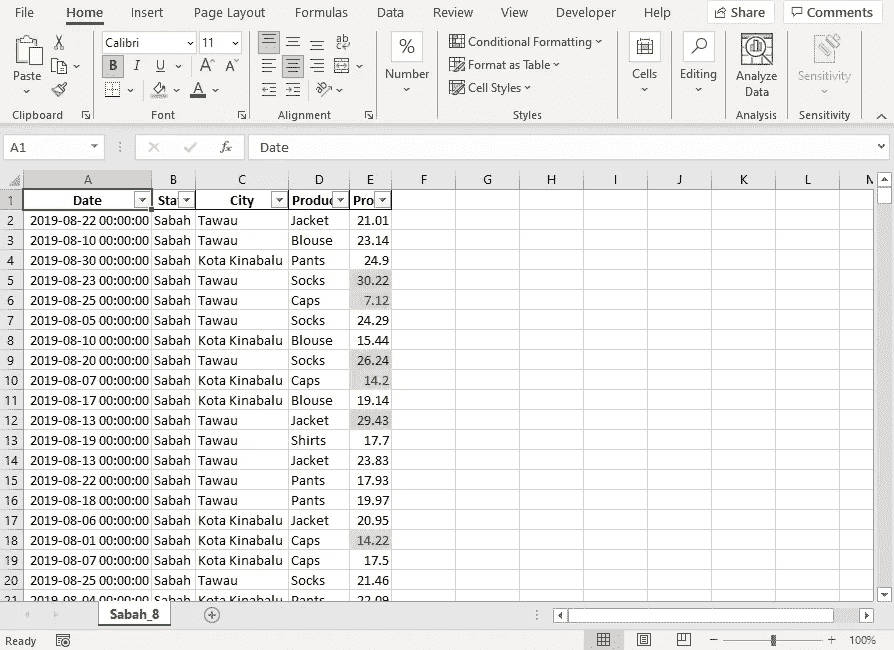 File Home Insert Page Layout Formulas Data Review View Developer Help Share Comments
Calibri 11 ab
Paste B I U A A % Number Conditional Formatting Format as Table Cell Styles Cells Editing Analyze Data Sensitivity
Clipboard Font Alignment Styles Analysis Sensitivity
A1 fx Date
A B C D E F G H I J K L
1 Date Sta City Produc Pro
2 2019-08-22 00:00:00 Sabah Tawau Jacket 21.01
3 2019-08-10 00:00:00 Sabah Tawau Blouse 23.14
4 2019-08-30 00:00:00 Sabah Kota Kinabalu Pants 24.9
5 2019-08-23 00:00:00 Sabah Tawau Socks 30.22
6 2019-08-25 00:00:00 Sabah Tawau Caps 7.12
7 2019-08-05 00:00:00 Sabah Tawau Socks 24.29
8 2019-08-10 00:00:00 Sabah Kota Kinabalu Blouse 15.44
9 2019-08-20 00:00:00 Sabah Tawau Socks 26.24
10 2019-08-07 00:00:00 Sabah Kota Kinabalu Caps 14.2
11 2019-08-17 00:00:00 Sabah Kota Kinabalu Blouse 19.14
12 2019-08-13 00:00:00 Sabah Tawau Jacket 29.43
13 2019-08-19 00:00:00 Sabah Tawau Shirts 17.7
14 2019-08-13 00:00:00 Sabah Tawau Jacket 23.83
15 2019-08-22 00:00:00 Sabah Tawau Pants 17.93
16 2019-08-18 00:00:00 Sabah Tawau Pants 19.97
17 2019-08-06 00:00:00 Sabah Kota Kinabalu Jacket 20.95
18 2019-08-01 00:00:00 Sabah Kota Kinabalu Caps 14.22
19 2019-08-07 00:00:00 Sabah Kota Kinabalu Caps 17.5
20 2019-08-25 00:00:00 Sabah Tawau Socks 21.46
21 2019-08-04 00:00:00 Sabah Kota Kinabalu Pants 22.09
Sabah_8
Ready 100%